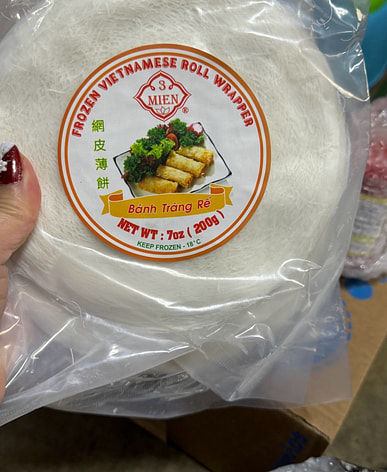 FROZEN VIETNAMESE ROLL WRAPPER
3
MIEN
®
網皮薄餅
Bánh Tráng Rế
NET WT : 7oz ( 200g )
KEEP FROZEN - 18°C